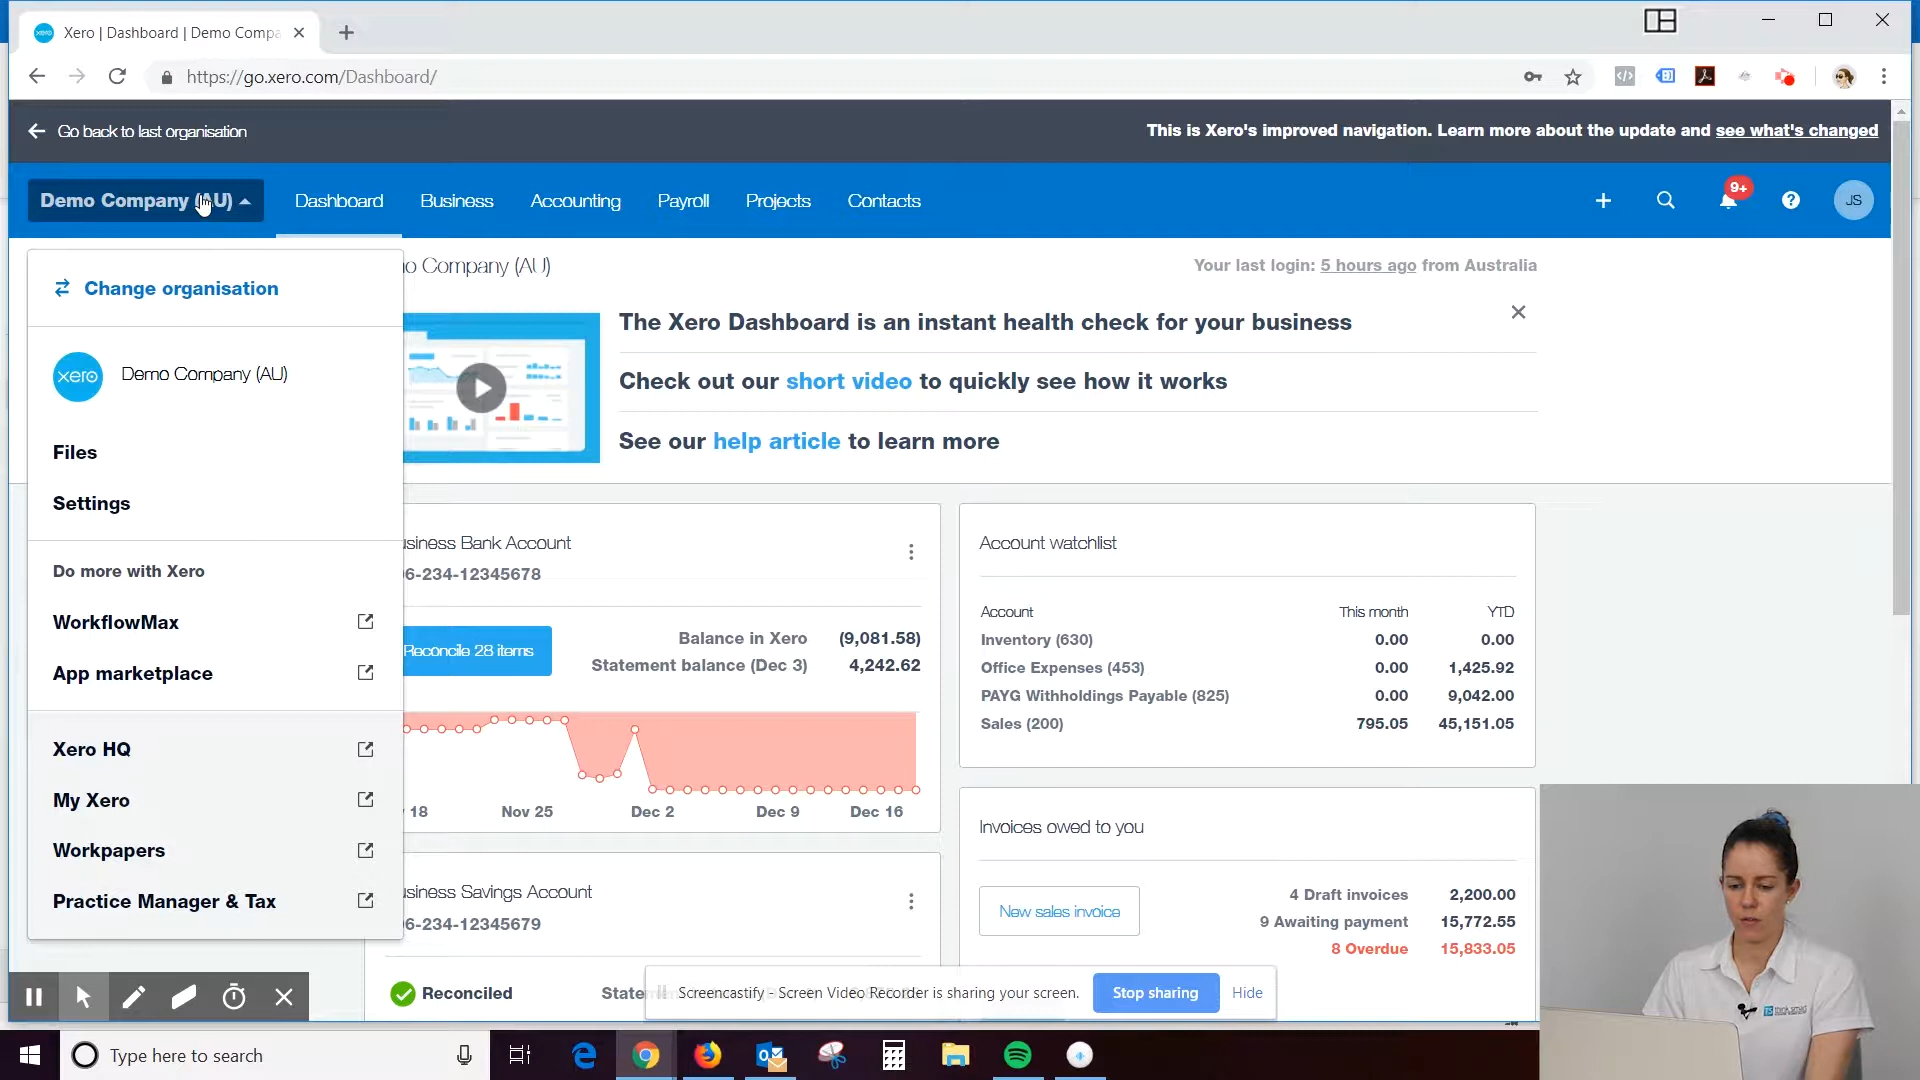 Xero | Dashboard | Demo Compa
https://go.xero.com/Dashboard/
Go back to last organisation
This is Xero's improved navigation. Learn more about the update and see what's changed
Demo Company (AU)
Dashboard
Business
Accounting
Payroll
Projects
Contacts
9+
JS
Change organisation
xero
Demo Company (AU)
Files
Settings
Do more with Xero
WorkflowMax
App marketplace
Xero HQ
My Xero
Workpapers
Practice Manager & Tax
o Company (AU)
Your last login: 5 hours ago from Australia
The Xero Dashboard is an instant health check for your business
Check out our short video to quickly see how it works
See our help article to learn more
siness Bank Account
6-234-12345678
Reconcile 28 items
Balance in Xero (9,081.58)
Statement balance (Dec 3) 4,242.62
18 Nov 25 Dec 2 Dec 9 Dec 16
siness Savings Account
6-234-12345679
Reconciled
State
Account watchlist
Account This month YTD
Inventory (630) 0.00 0.00
Office Expenses (453) 0.00 1,425.92
PAYG Withholdings Payable (825) 0.00 9,042.00
Sales (200) 795.05 45,151.05
Invoices owed to you
New sales invoice
4 Draft invoices 2,200.00
9 Awaiting payment 15,772.55
8 Overdue 15,833.05
Screencastify - Screen Video Recorder is sharing your screen.
Stop sharing
Hide
Type here to search